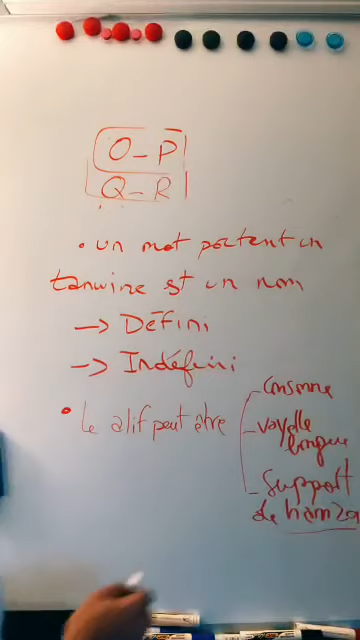 O - P
Q - R
• un mot portent un
tanwine est un nom
→ Défini
→ Indéfini
• Le alif peut être
- Consonne
- voyelle
longue
- Support
de hamza